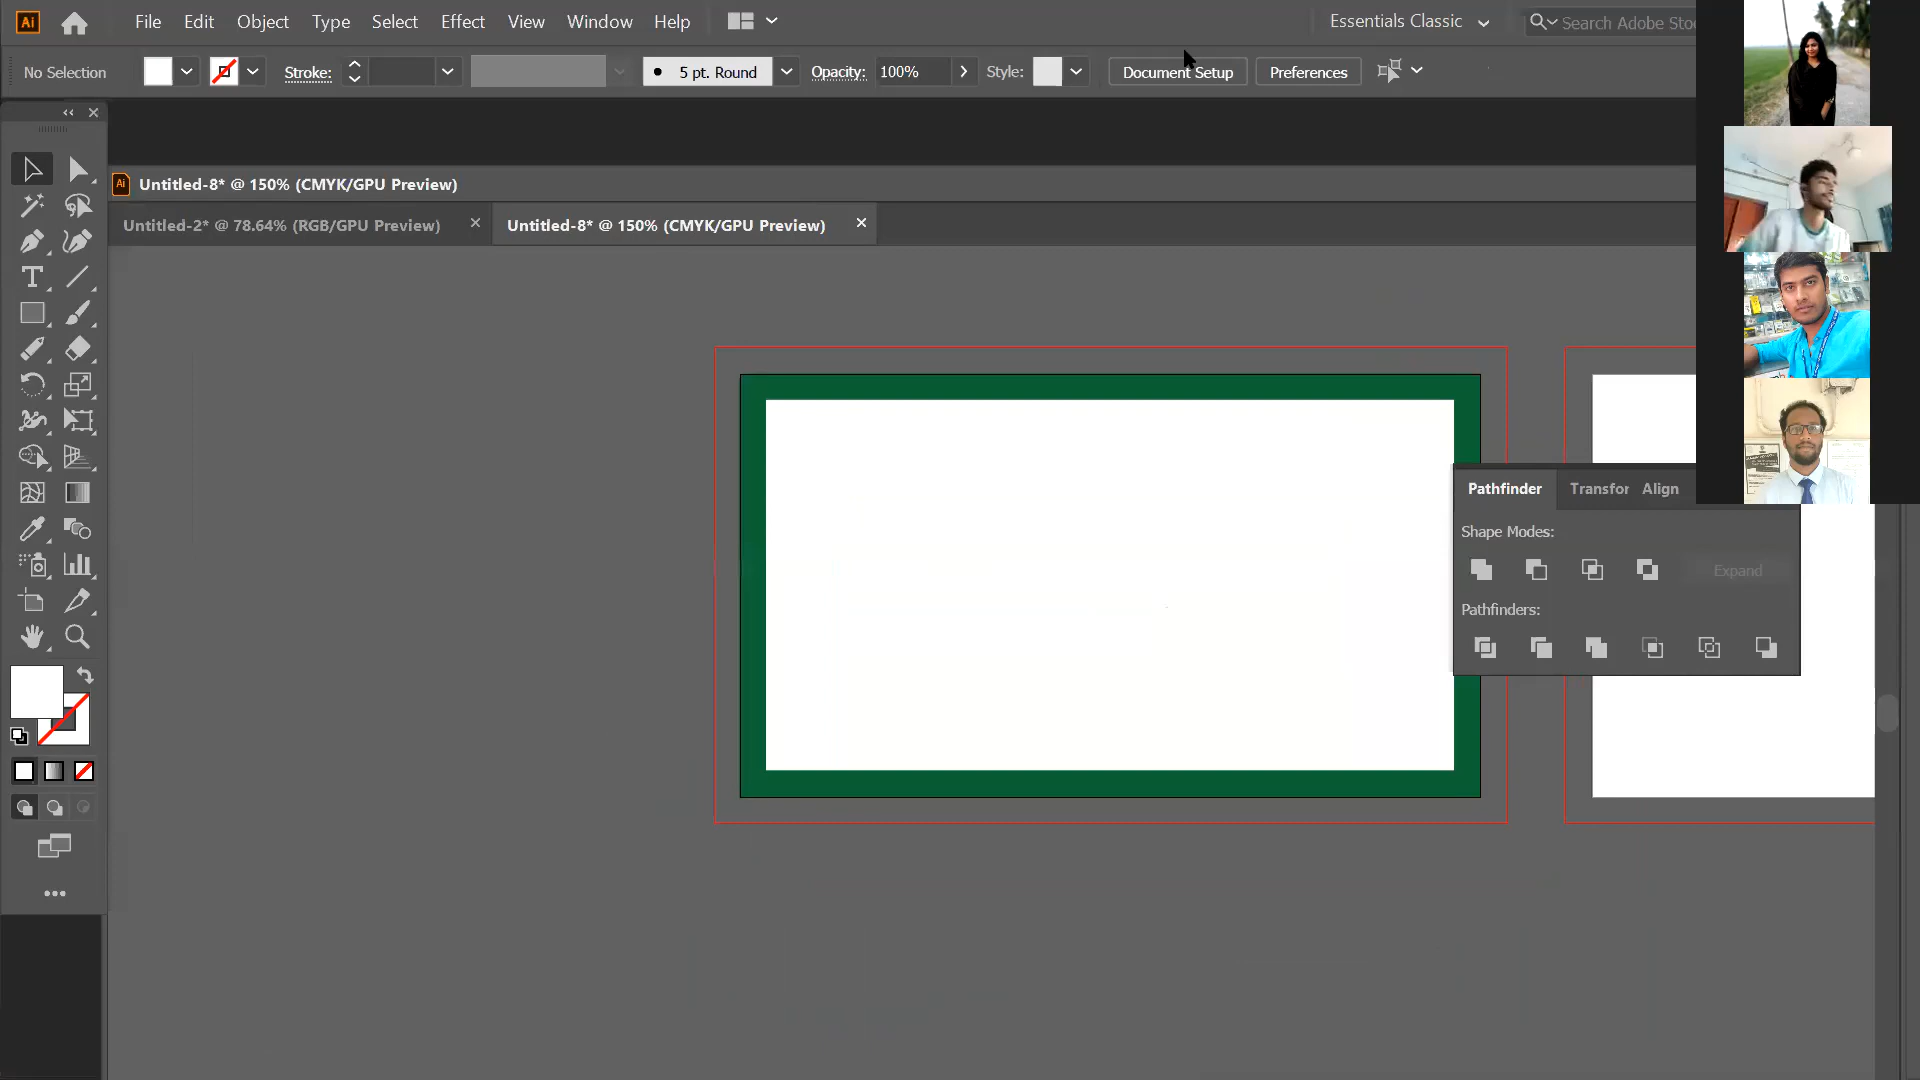 Ai File Edit Object Type Select Effect View Window Help Essentials Classic Search Adobe Stoc
No Selection Stroke: 5 pt. Round Opacity: 100% Style: Document Setup Preferences
Ai Untitled-8* @ 150% (CMYK/GPU Preview)
Untitled-2* @ 78.64% (RGB/GPU Preview) Untitled-8* @ 150% (CMYK/GPU Preview)
Pathfinder Transfor Align
Shape Modes:
Expand
Pathfinders: